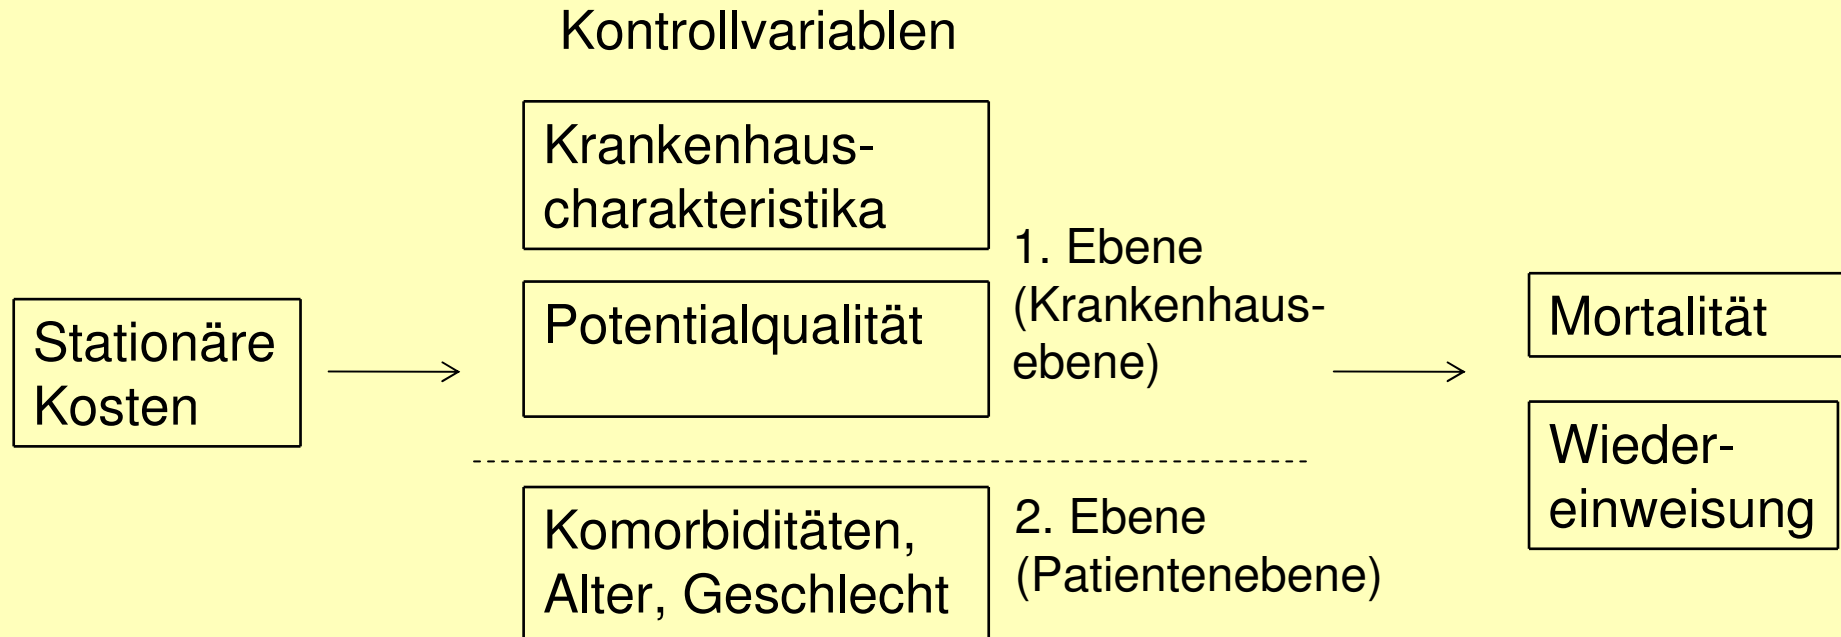 Kontrollvariablen
Krankenhaus-
charakteristika
Potentialqualität
1. Ebene
(Krankenhaus-
ebene)
Stationäre
Kosten
Mortalität
Wieder-
einweisung
Komorbiditäten,
Alter, Geschlecht
2. Ebene
(Patientenebene)